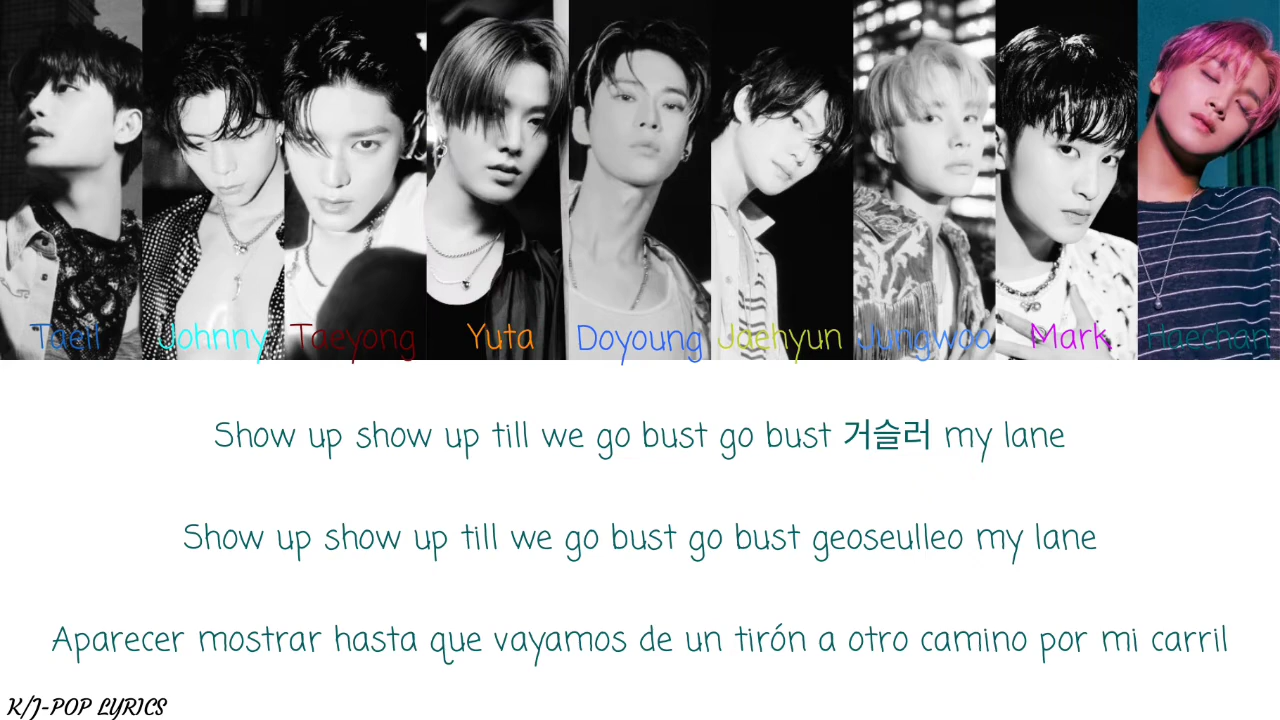 Taeil Johnny Taeyong Yuta Doyoung Jaehyun Jungwoo Mark Haechan
Show up show up till we go bust go bust 거슬러 my lane
Show up show up till we go bust go bust geoseulleo my lane
Aparecer mostrar hasta que vayamos de un tirón a otro camino por mi carril
K/J-POP LYRICS